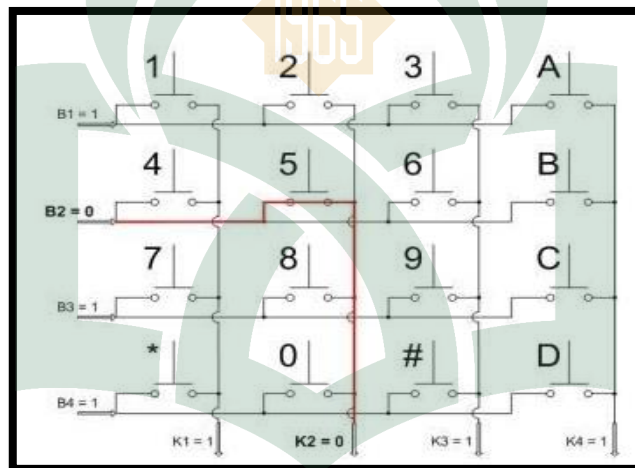 1965
1 2 3 A
B1 = 1
4 5 6 B
B2 = 0
7 8 9 C
B3 = 1
* 0 # D
B4 = 1
K1 = 1 K2 = 0 K3 = 1 K4 = 1